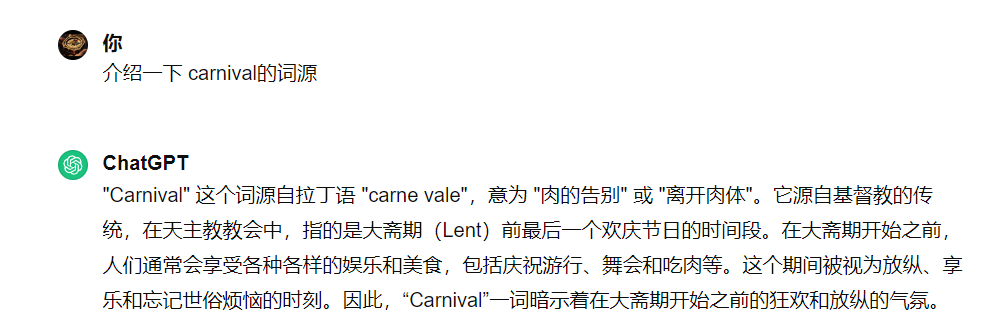 你
介绍一下 carnival的词源
ChatGPT
"Carnival" 这个词源自拉丁语 "carne vale"，意为 "肉的告别" 或 "离开肉体"。它源自基督教的传
统，在天主教教会中，指的是大斋期（Lent）前最后一个欢庆节日的时间段。在大斋期开始之前，
人们通常会享受各种各样的娱乐和美食，包括庆祝游行、舞会和吃肉等。这个期间被视为放纵、享
乐和忘记世俗烦恼的时刻。因此，“Carnival”一词暗示着在大斋期开始之前的狂欢和放纵的气氛。